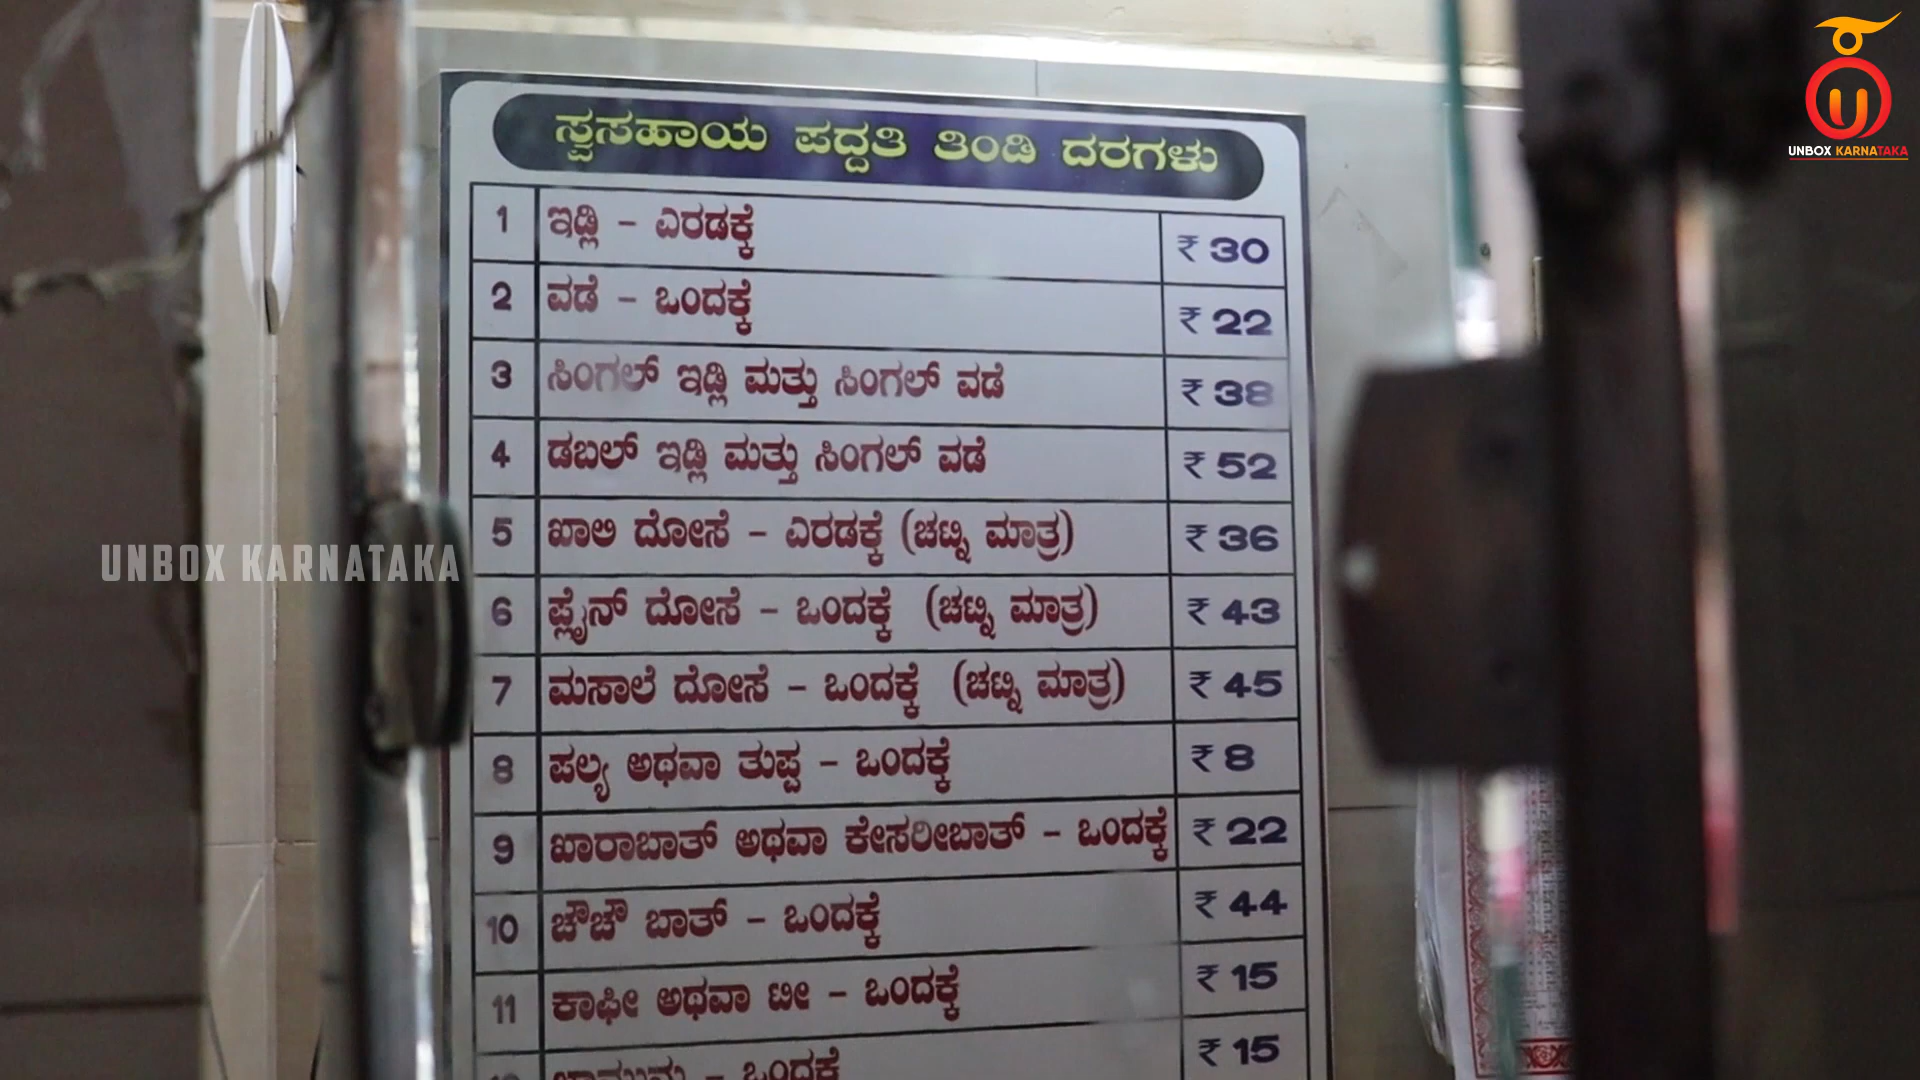 UNBOX KARNATAKA
ಸ್ವಸಹಾಯ ಪದ್ದತಿ ತಿಂಡಿ ದರಗಳು
1 ಇಡ್ಲಿ - ಎರಡಕ್ಕೆ ₹ 30
2 ವಡೆ - ಒಂದಕ್ಕೆ ₹ 22
3 ಸಿಂಗಲ್ ಇಡ್ಲಿ ಮತ್ತು ಸಿಂಗಲ್ ವಡೆ ₹ 38
4 ಡಬಲ್ ಇಡ್ಲಿ ಮತ್ತು ಸಿಂಗಲ್ ವಡೆ ₹ 52
5 ಖಾಲಿ ದೋಸೆ - ಎರಡಕ್ಕೆ (ಚಟ್ನಿ ಮಾತ್ರ) ₹ 36
UNBOX KARNATAKA
6 ಪ್ಲೈನ್ ದೋಸೆ - ಒಂದಕ್ಕೆ (ಚಟ್ನಿ ಮಾತ್ರ) ₹ 43
7 ಮಸಾಲೆ ದೋಸೆ - ಒಂದಕ್ಕೆ (ಚಟ್ನಿ ಮಾತ್ರ) ₹ 45
8 ಪಲ್ಯ ಅಥವಾ ತುಪ್ಪ - ಒಂದಕ್ಕೆ ₹ 8
9 ಖಾರಾಬಾತ್ ಅಥವಾ ಕೇಸರೀಬಾತ್ - ಒಂದಕ್ಕೆ ₹ 22
10 ಚೌಚೌ ಬಾತ್ - ಒಂದಕ್ಕೆ ₹ 44
11 ಕಾಫೀ ಅಥವಾ ಟೀ - ಒಂದಕ್ಕೆ ₹ 15
- ಒಂದಕ್ಕೆ ₹ 15